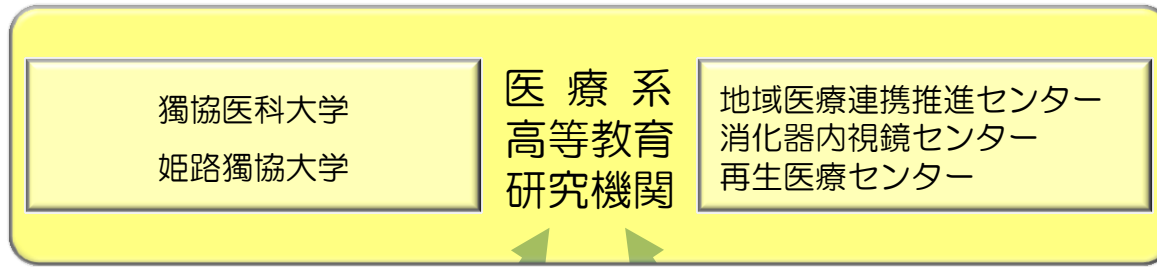 獨協医科大学
姫路獨協大学
医療系
高等教育
研究機関
地域医療連携推進センター
消化器内視鏡センター
再生医療センター